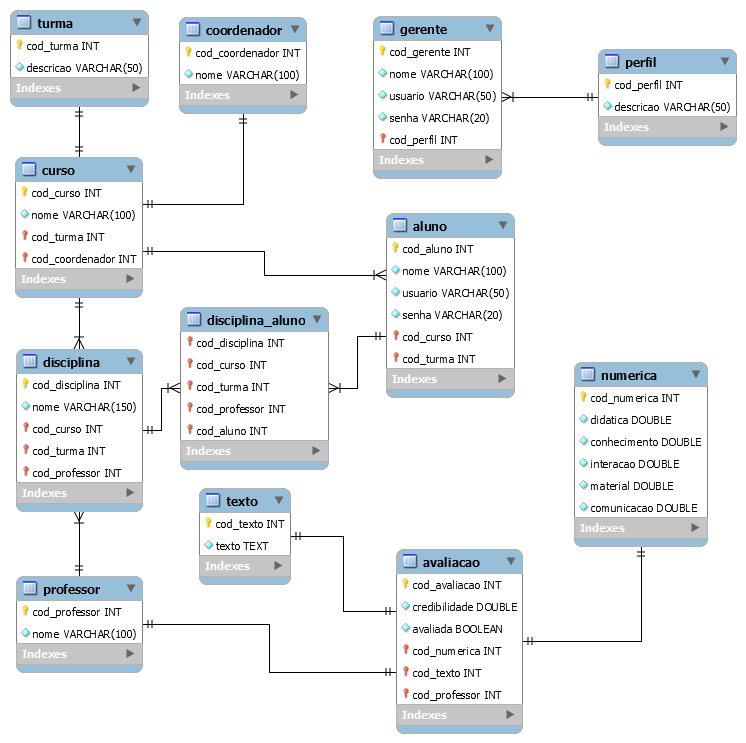 turma
cod_turma INT
descricao VARCHAR(50)
Indexes
coordenador
cod_coordenador INT
nome VARCHAR(100)
Indexes
gerente
cod_gerente INT
nome VARCHAR(100)
usuario VARCHAR(50)
senha VARCHAR(20)
cod_perfil INT
Indexes
perfil
cod_perfil INT
descricao VARCHAR(50)
Indexes
curso
cod_curso INT
nome VARCHAR(100)
cod_turma INT
cod_coordenador INT
Indexes
aluno
cod_aluno INT
nome VARCHAR(100)
usuario VARCHAR(50)
senha VARCHAR(20)
cod_curso INT
cod_turma INT
Indexes
disciplina_aluno
cod_disciplina INT
cod_curso INT
cod_turma INT
cod_professor INT
cod_aluno INT
Indexes
disciplina
cod_disciplina INT
nome VARCHAR(150)
cod_curso INT
cod_turma INT
cod_professor INT
Indexes
numerica
cod_numerica INT
didatica DOUBLE
conhecimento DOUBLE
interacao DOUBLE
material DOUBLE
comunicacao DOUBLE
Indexes
texto
cod_texto INT
texto TEXT
Indexes
professor
cod_professor INT
nome VARCHAR(100)
Indexes
avaliacao
cod_avaliacao INT
credibilidade DOUBLE
avaliada BOOLEAN
cod_numerica INT
cod_texto INT
cod_professor INT
Indexes